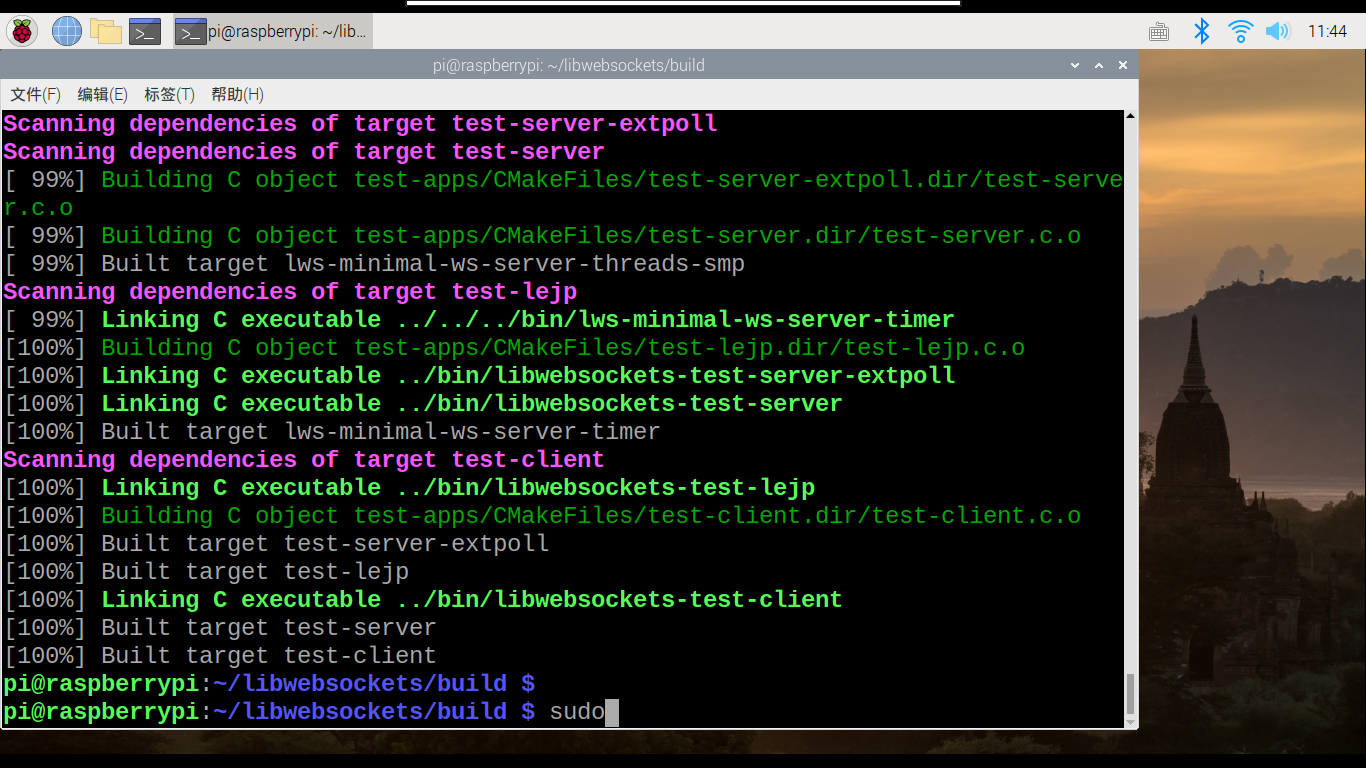 pi@raspberrypi: ~/lib...
11:44
pi@raspberrypi: ~/libwebsockets/build
文件(F) 编辑(E) 标签(T) 帮助(H)
Scanning dependencies of target test-server-extpoll
Scanning dependencies of target test-server
[ 99%] Building C object test-apps/CMakeFiles/test-server-extpoll.dir/test-serve
r.c.o
[ 99%] Building C object test-apps/CMakeFiles/test-server.dir/test-server.c.o
[ 99%] Built target lws-minimal-ws-server-threads-smp
Scanning dependencies of target test-lejp
[ 99%] Linking C executable ../../../bin/lws-minimal-ws-server-timer
[100%] Building C object test-apps/CMakeFiles/test-lejp.dir/test-lejp.c.o
[100%] Linking C executable ../bin/libwebsockets-test-server-extpoll
[100%] Linking C executable ../bin/libwebsockets-test-server
[100%] Built target lws-minimal-ws-server-timer
Scanning dependencies of target test-client
[100%] Linking C executable ../bin/libwebsockets-test-lejp
[100%] Building C object test-apps/CMakeFiles/test-client.dir/test-client.c.o
[100%] Built target test-server-extpoll
[100%] Built target test-lejp
[100%] Linking C executable ../bin/libwebsockets-test-client
[100%] Built target test-server
[100%] Built target test-client
pi@raspberrypi:~/libwebsockets/build $
pi@raspberrypi:~/libwebsockets/build $ sudo